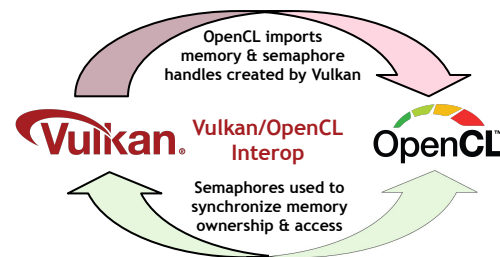 OpenCL imports
memory & semaphore
handles created by Vulkan
Vulkan®
Vulkan/OpenCL
Interop
OpenCL™
Semaphores used to
synchronize memory
ownership & access